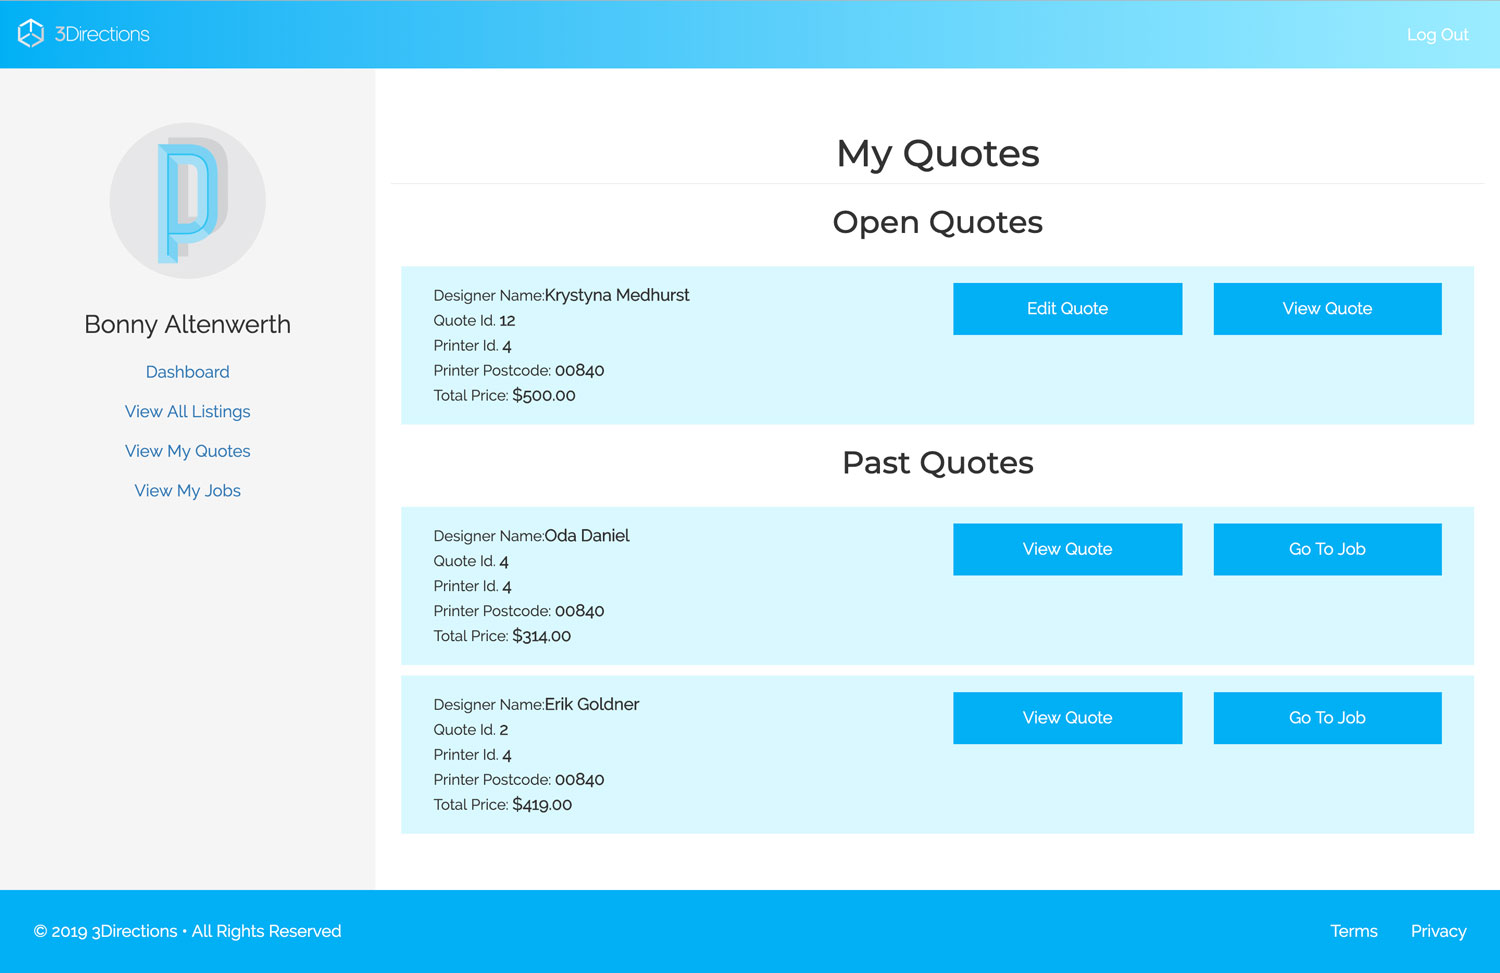 3Directions
Log Out
P
Bonny Altenwerth
Dashboard
View All Listings
View My Quotes
View My Jobs
My Quotes
Open Quotes
Designer Name:Krystyna Medhurst
Quote Id. 12
Printer Id. 4
Printer Postcode: 00840
Total Price: $500.00
Edit Quote
View Quote
Past Quotes
Designer Name:Oda Daniel
Quote Id. 4
Printer Id. 4
Printer Postcode: 00840
Total Price: $314.00
View Quote
Go To Job
Designer Name:Erik Goldner
Quote Id. 2
Printer Id. 4
Printer Postcode: 00840
Total Price: $419.00
View Quote
Go To Job
© 2019 3Directions • All Rights Reserved
Terms
Privacy